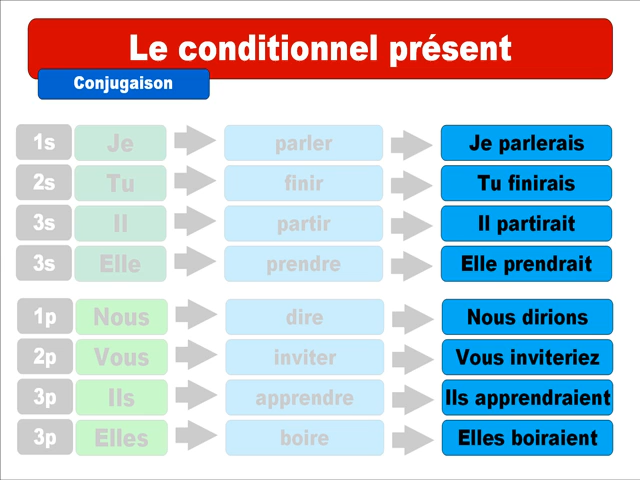 Le conditionnel présent
Conjugaison
1s Je parler Je parlerais
2s Tu finir Tu finirais
3s Il partir Il partirait
3s Elle prendre Elle prendrait
1p Nous dire Nous dirions
2p Vous inviter Vous inviteriez
3p Ils apprendre Ils apprendraient
3p Elles boire Elles boiraient